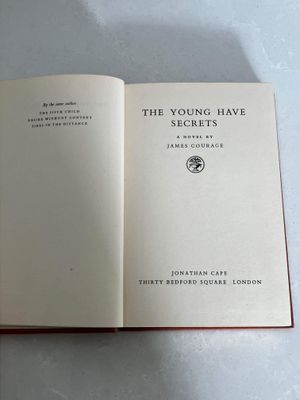 By the same author
THE FIFTH CHILD
DESIRE WITHOUT CONTENT
FIRES IN THE DISTANCE
THE YOUNG HAVE
SECRETS
A NOVEL BY
JAMES COURAGE
JONATHAN CAPE
THIRTY BEDFORD SQUARE LONDON